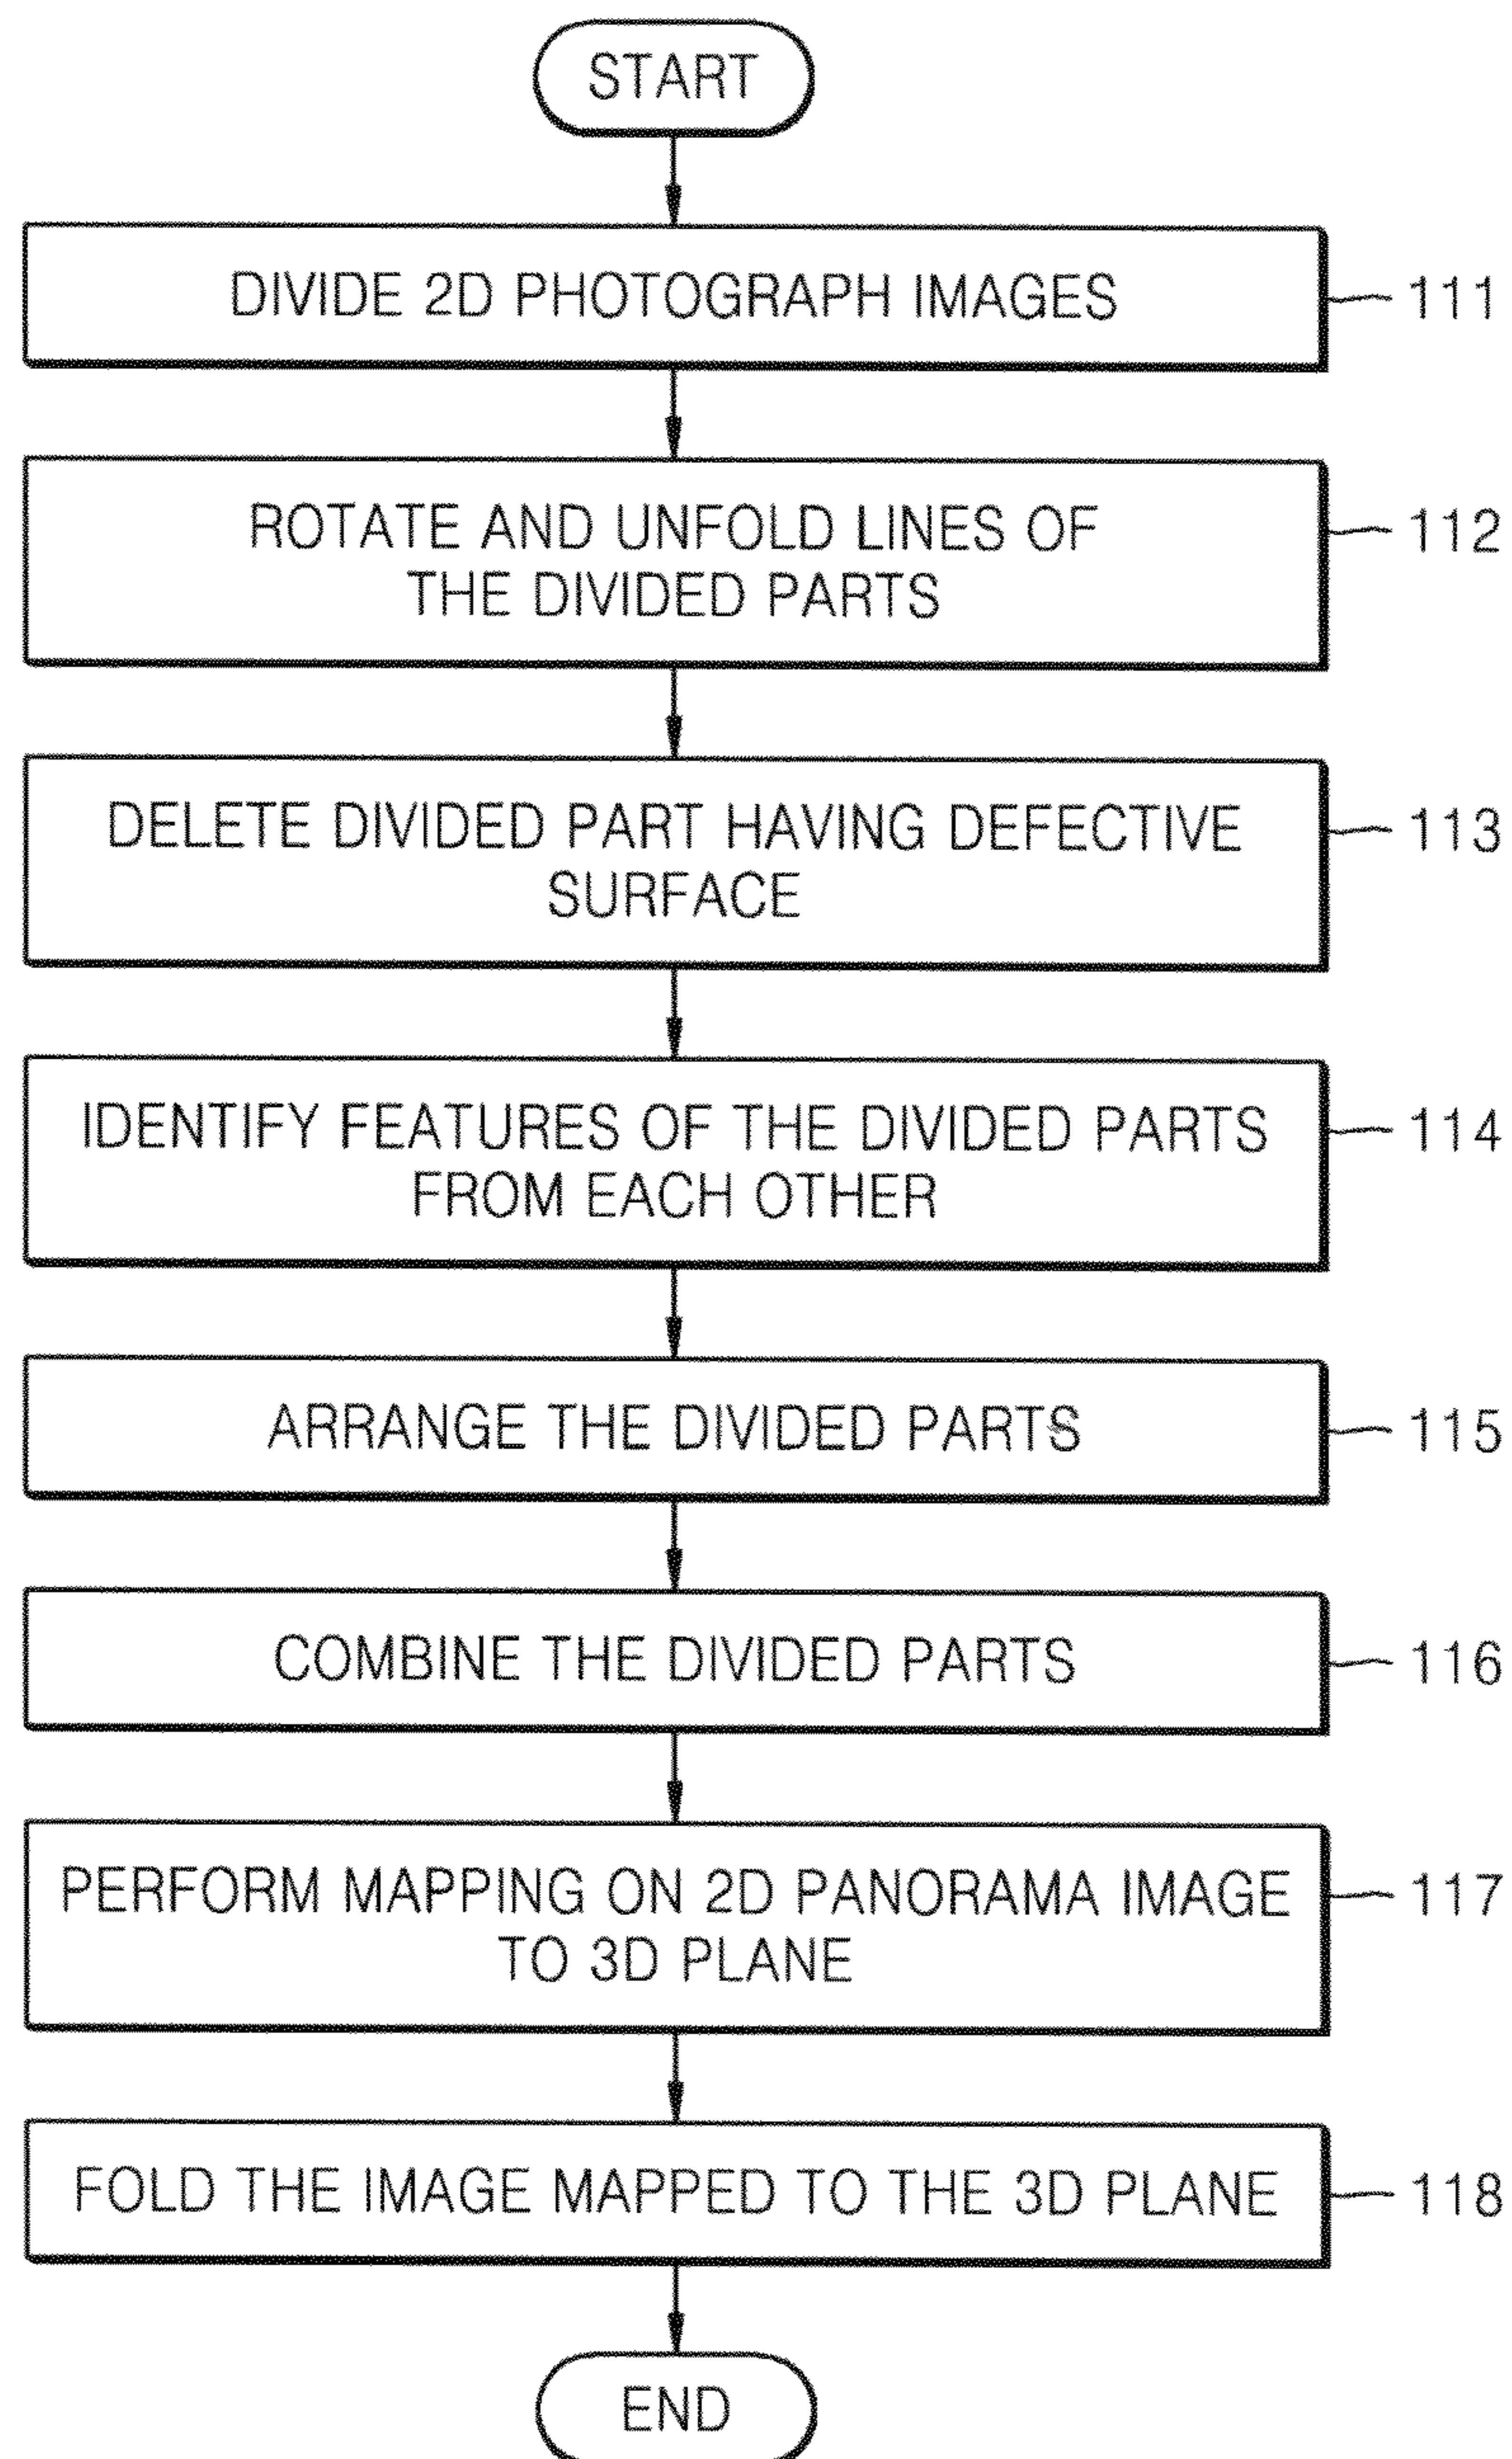 START
DIVIDE 2D PHOTOGRAPH IMAGES
111
ROTATE AND UNFOLD LINES OF
THE DIVIDED PARTS
112
DELETE DIVIDED PART HAVING DEFECTIVE
SURFACE
113
IDENTIFY FEATURES OF THE DIVIDED PARTS
FROM EACH OTHER
114
ARRANGE THE DIVIDED PARTS
115
COMBINE THE DIVIDED PARTS
116
PERFORM MAPPING ON 2D PANORAMA IMAGE
TO 3D PLANE
117
FOLD THE IMAGE MAPPED TO THE 3D PLANE
118
END